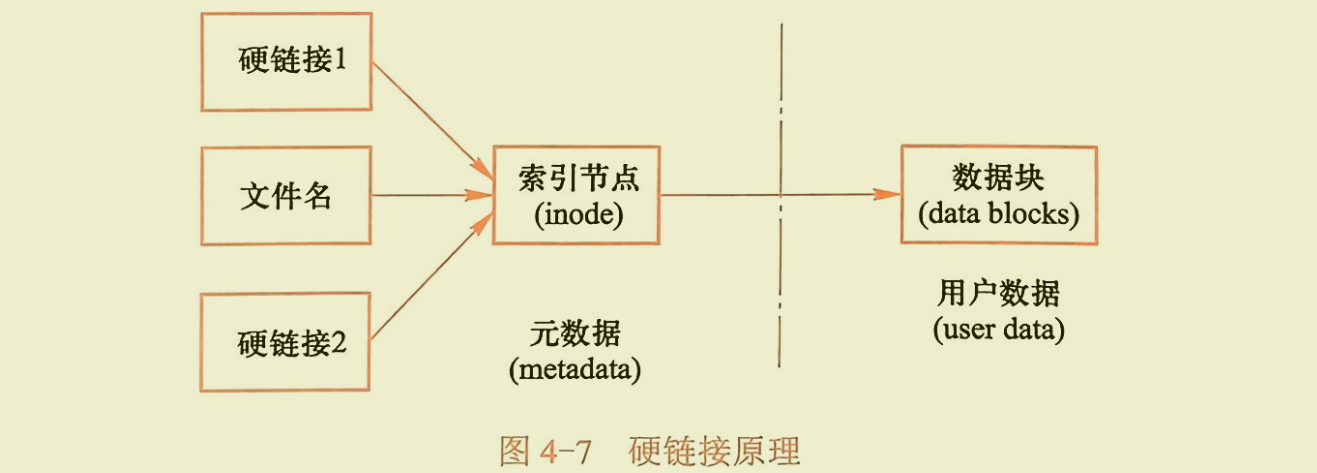 硬链接1
文件名
硬链接2
索引节点
(inode)
元数据
(metadata)
数据块
(data blocks)
用户数据
(user data)
图 4-7 硬链接原理